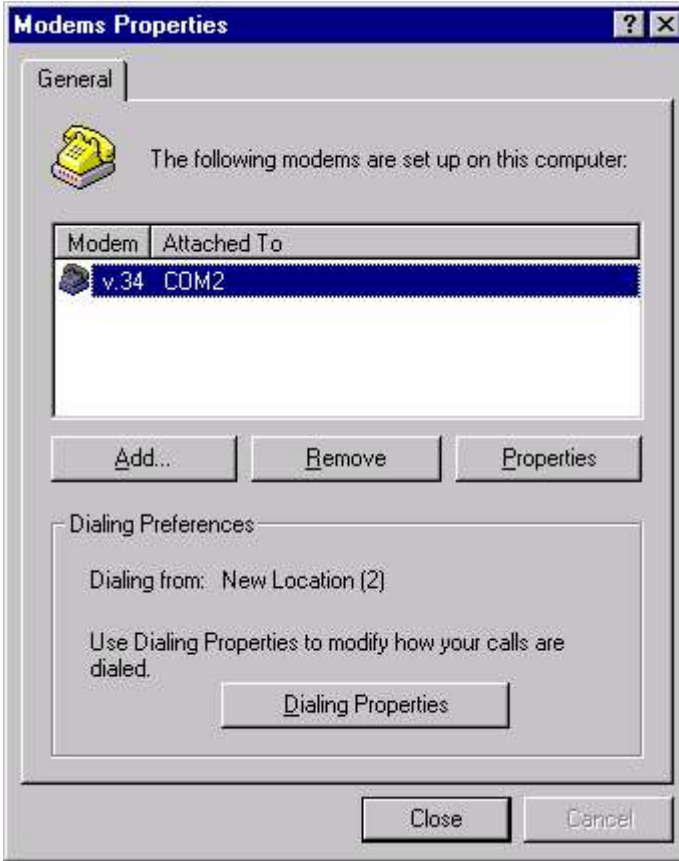 Modems Properties
General
The following modems are set up on this computer:
Modem Attached To
v.34 COM2
Add... Remove Properties
Dialing Preferences
Dialing from: New Location (2)
Use Dialing Properties to modify how your calls are
dialed.
Dialing Properties
Close Cancel